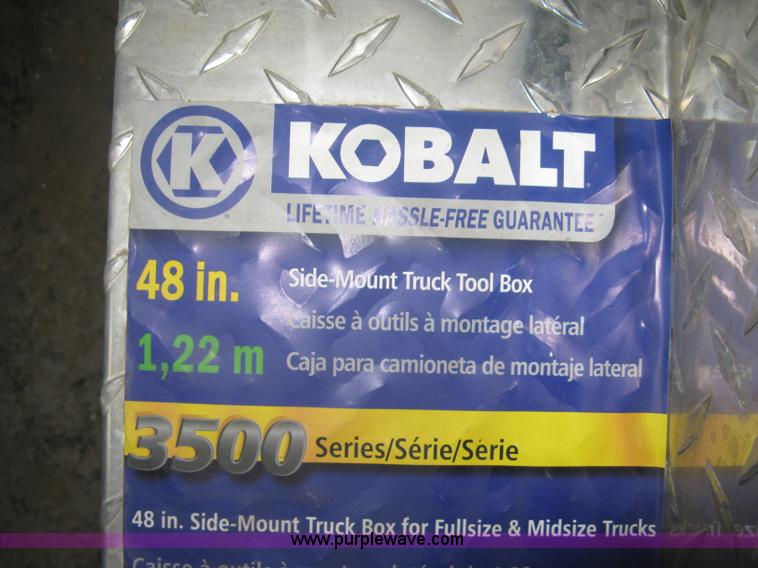 K
KOBALT
LIFETIME HASSLE-FREE GUARANTEE
48 in. Side-Mount Truck Tool Box
Caisse à outils à montage latéral
1,22 m Caja para camioneta de montaje lateral
3500 Series/Série/Serie
48 in. Side-Mount Truck Box for Fullsize & Midsize Trucks
www.purplewave.com
Caisse à outils